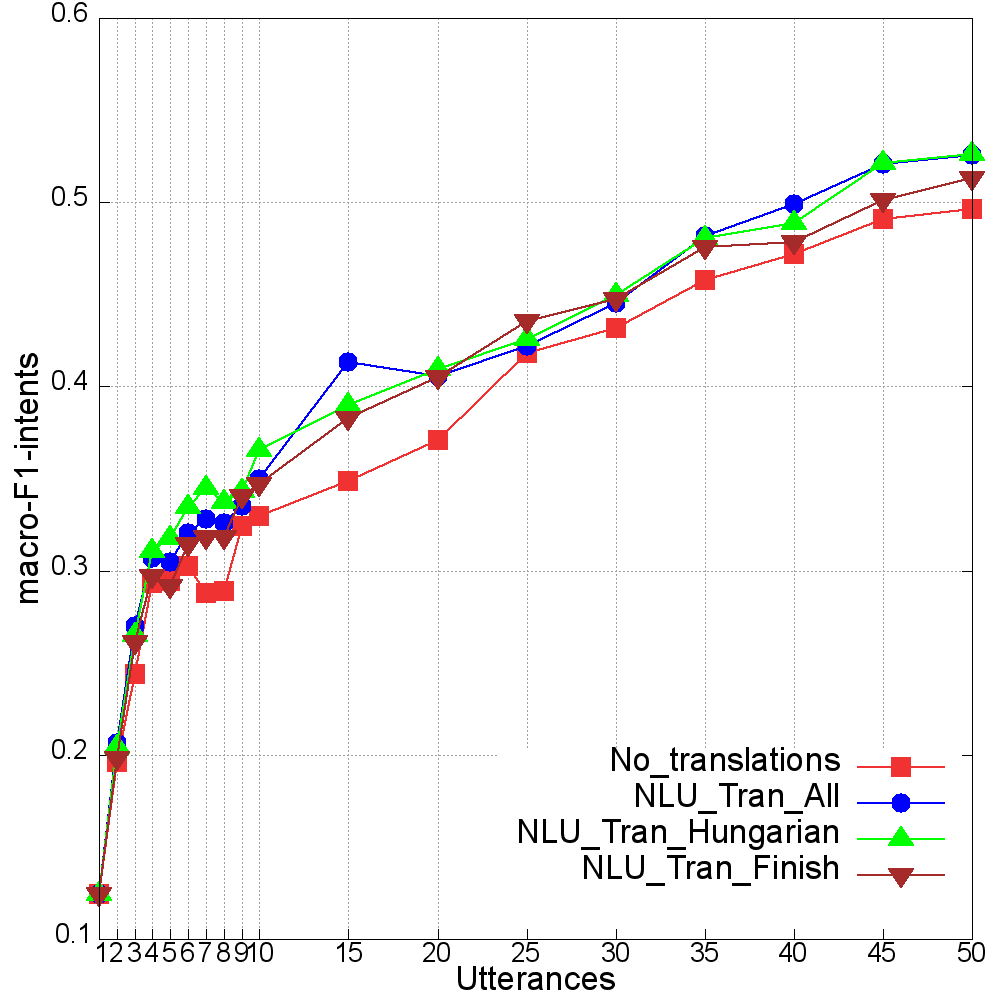 0.6
0.5
0.4
0.3
0.2
0.1
macro-F1-intents
No_translations
NLU_Tran_All
NLU_Tran_Hungarian
NLU_Tran_Finish
1 2 3 4 5 6 7 8 9 10 15 20 25 30 35 40 45 50
Utterances